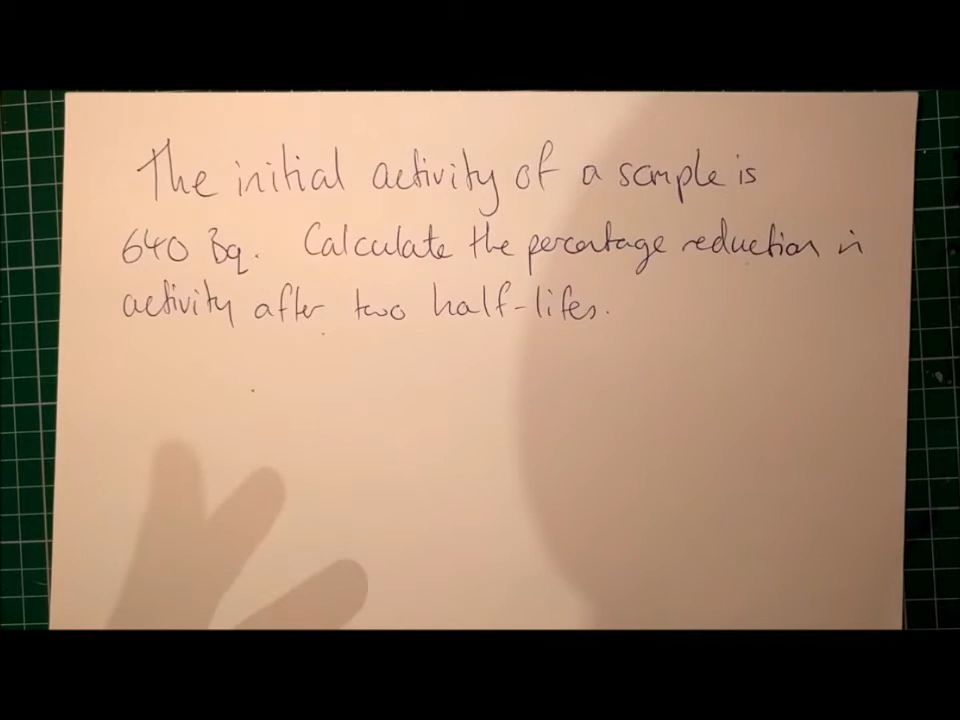 The initial activity of a sample is
640 Bq. Calculate the percentage reduction in
activity after two half-lifes.